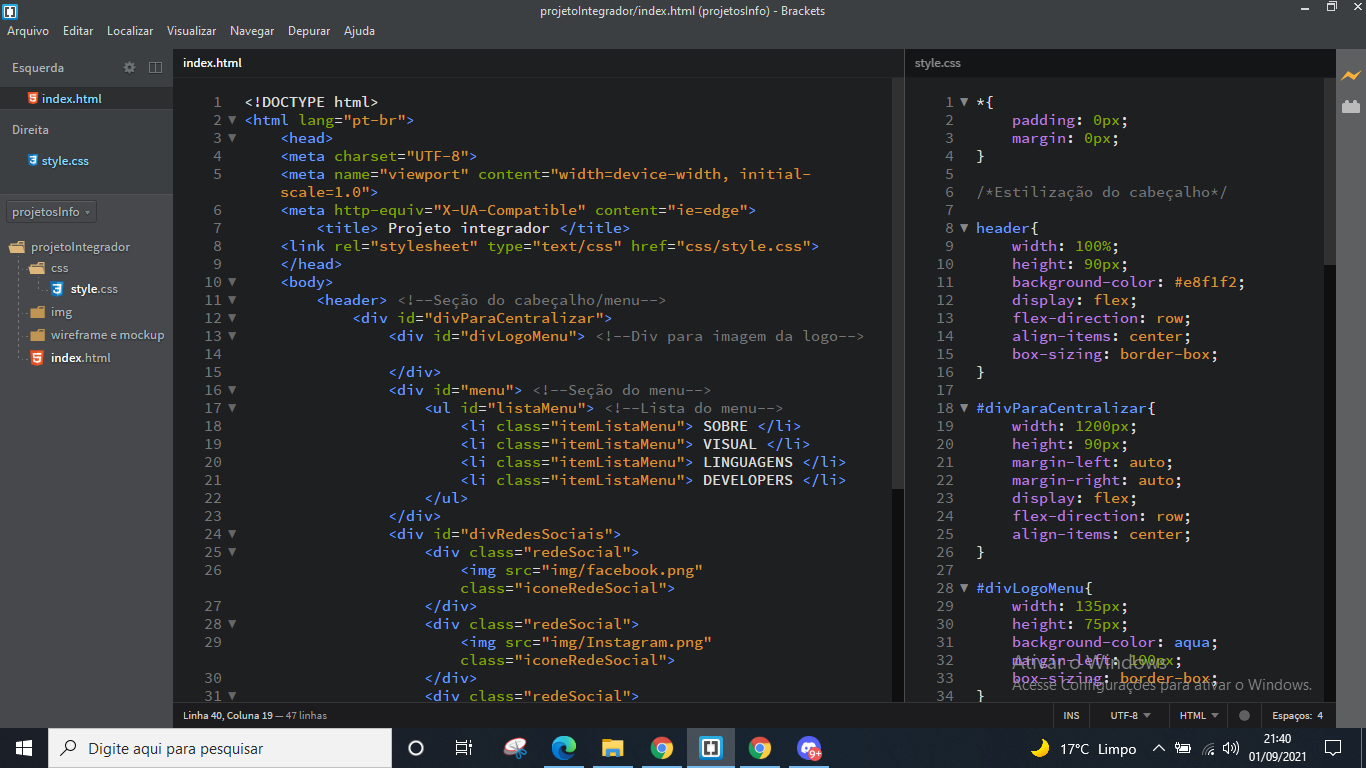 projetoIntegrador/index.html (projetosInfo) - Brackets
Arquivo Editar Localizar Visualizar Navegar Depurar Ajuda
Esquerda
index.html
Direita
style.css
projetosInfo
projetoIntegrador
css
style.css
img
wireframe e mockup
index.html
index.html
1 <!DOCTYPE html>
2 <html lang="pt-br">
3 <head>
4 <meta charset="UTF-8">
5 <meta name="viewport" content="width=device-width, initial-
scale=1.0">
6 <meta http-equiv="X-UA-Compatible" content="ie=edge">
7 <title> Projeto integrador </title>
8 <link rel="stylesheet" type="text/css" href="css/style.css">
9 </head>
10 <body>
11 <header> <!--Seção do cabeçalho/menu-->
12 <div id="divParaCentralizar">
13 <div id="divLogoMenu"> <!--Div para imagem da logo-->
14
15 </div>
16 <div id="menu"> <!--Seção do menu-->
17 <ul id="listaMenu"> <!--Lista do menu-->
18 <li class="itemListaMenu"> SOBRE </li>
19 <li class="itemListaMenu"> VISUAL </li>
20 <li class="itemListaMenu"> LINGUAGENS </li>
21 <li class="itemListaMenu"> DEVELOPERS </li>
22 </ul>
23 </div>
24 <div id="divRedesSociais">
25 <div class="redeSocial">
26 <img src="img/facebook.png"
class="iconeRedeSocial">
27 </div>
28 <div class="redeSocial">
29 <img src="img/Instagram.png"
class="iconeRedeSocial">
30 </div>
31 <div class="redeSocial">
style.css
1 *{
2 padding: 0px;
3 margin: 0px;
4 }
5
6 /*Estilização do cabeçalho*/
7
8 header{
9 width: 100%;
10 height: 90px;
11 background-color: #e8f1f2;
12 display: flex;
13 flex-direction: row;
14 align-items: center;
15 box-sizing: border-box;
16 }
17
18 #divParaCentralizar{
19 width: 1200px;
20 height: 90px;
21 margin-left: auto;
22 margin-right: auto;
23 display: flex;
24 flex-direction: row;
25 align-items: center;
26 }
27
28 #divLogoMenu{
29 width: 135px;
30 height: 75px;
31 background-color: aqua;
32 margin-left: 100px;
33 box-sizing: border-box;
34 }
Ativar o Windows
Acesse Configurações para ativar o Windows.
Linha 40, Coluna 19 — 47 linhas
INS UTF-8 HTML Espaços: 4
Digite aqui para pesquisar
9+
17°C Limpo
21:40
01/09/2021